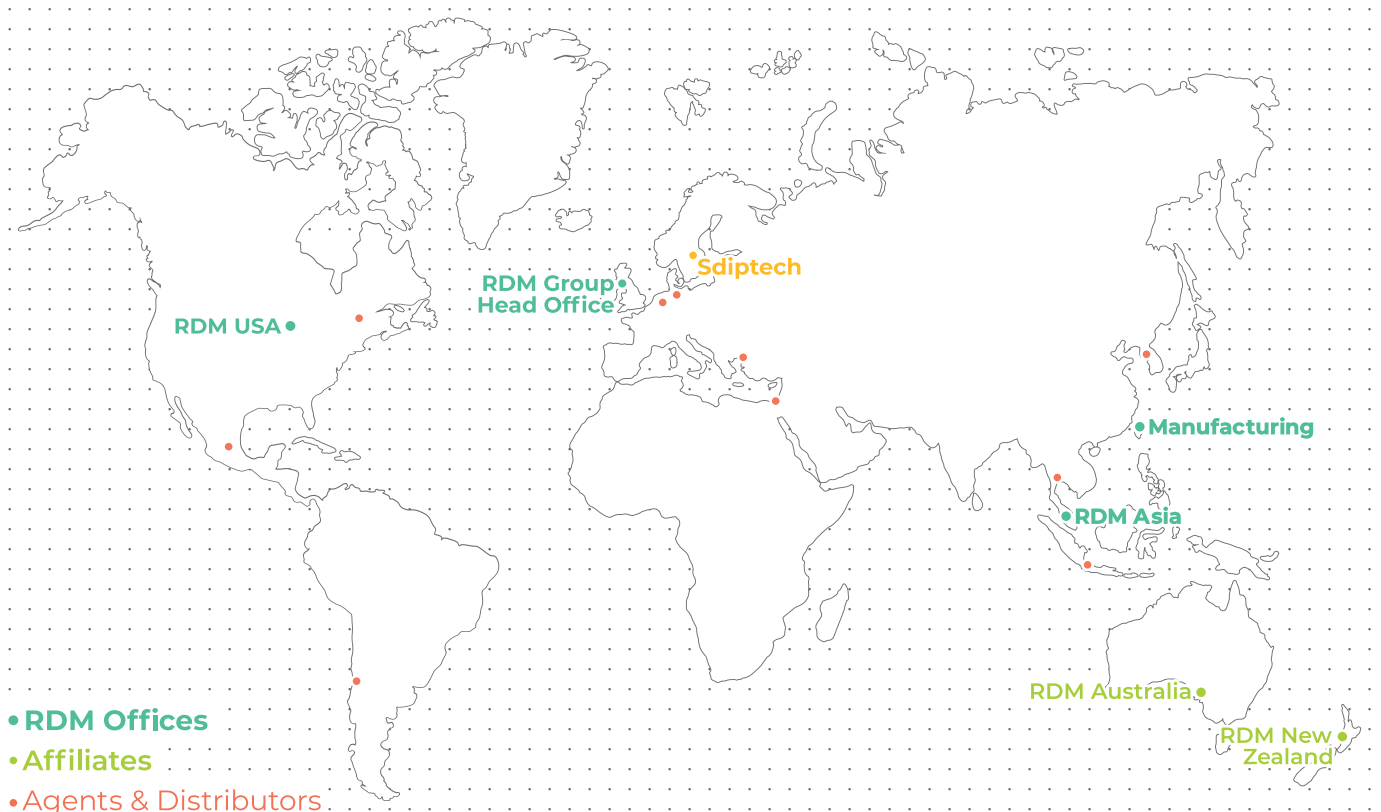 Sdiptech
RDM Group
Head Office
RDM USA
Manufacturing
RDM Asia
RDM Australia
RDM New
Zealand
RDM Offices
Affiliates
Agents & Distributors